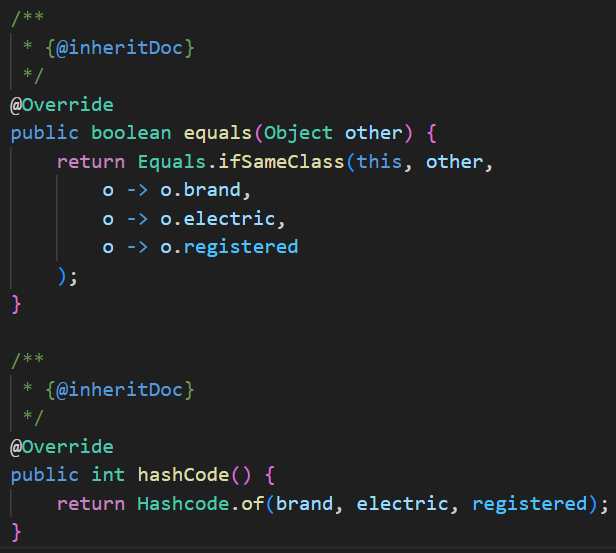 /**
 * {@inheritDoc}
 */
@Override
public boolean equals(Object other) {
    return Equals.ifSameClass(this, other,
        o -> o.brand,
        o -> o.electric,
        o -> o.registered
    );
}

/**
 * {@inheritDoc}
 */
@Override
public int hashCode() {
    return Hashcode.of(brand, electric, registered);
}